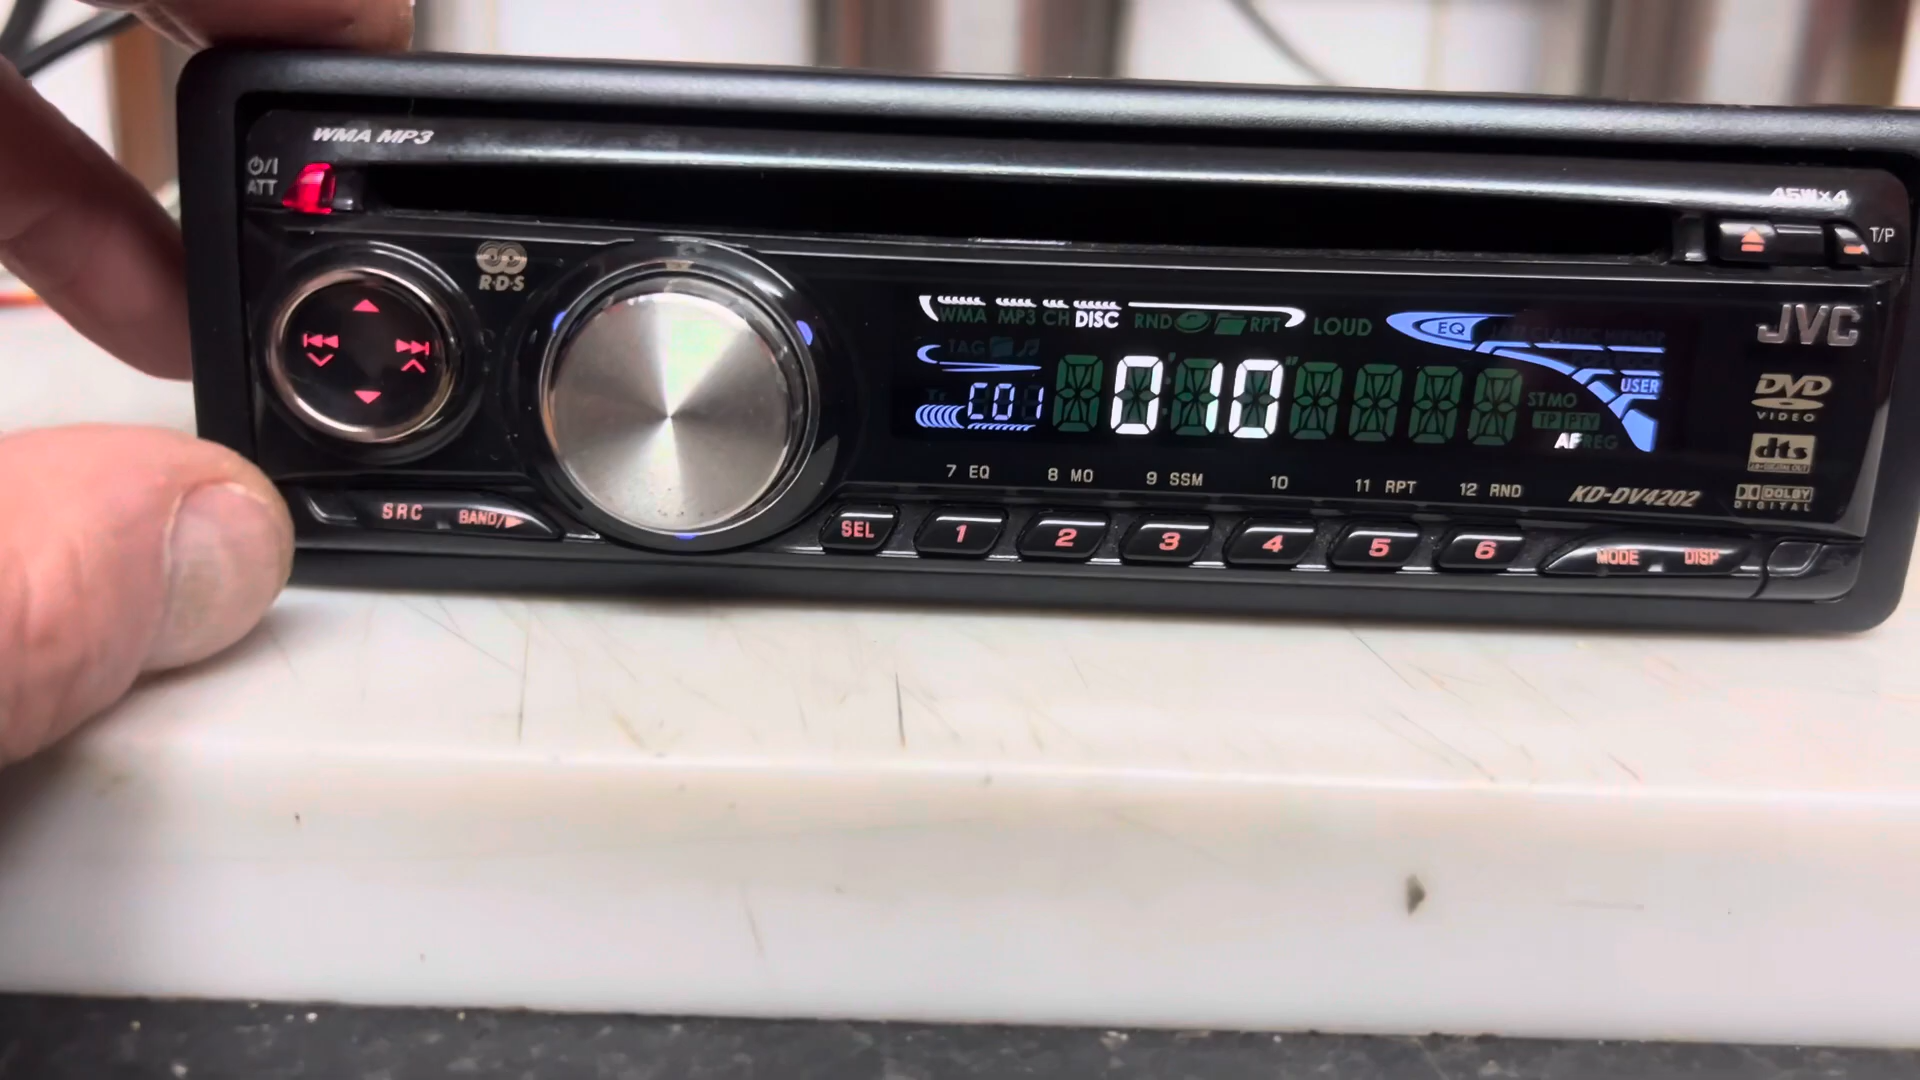 WMA MP3
⏻/I
ATT
45W×4
T/P
R·D·S
WMA MP3 CH DISC RND RPT LOUD
EQ
JVC
TAG
USER
C01
010
ST MO
TP PTY
AF REG
DVD
VIDEO
dts
7 EQ 8 MO 9 SSM 10 11 RPT 12 RND
KD-DV4202
DOLBY
DIGITAL
SRC BAND/
SEL 1 2 3 4 5 6 MODE DISP